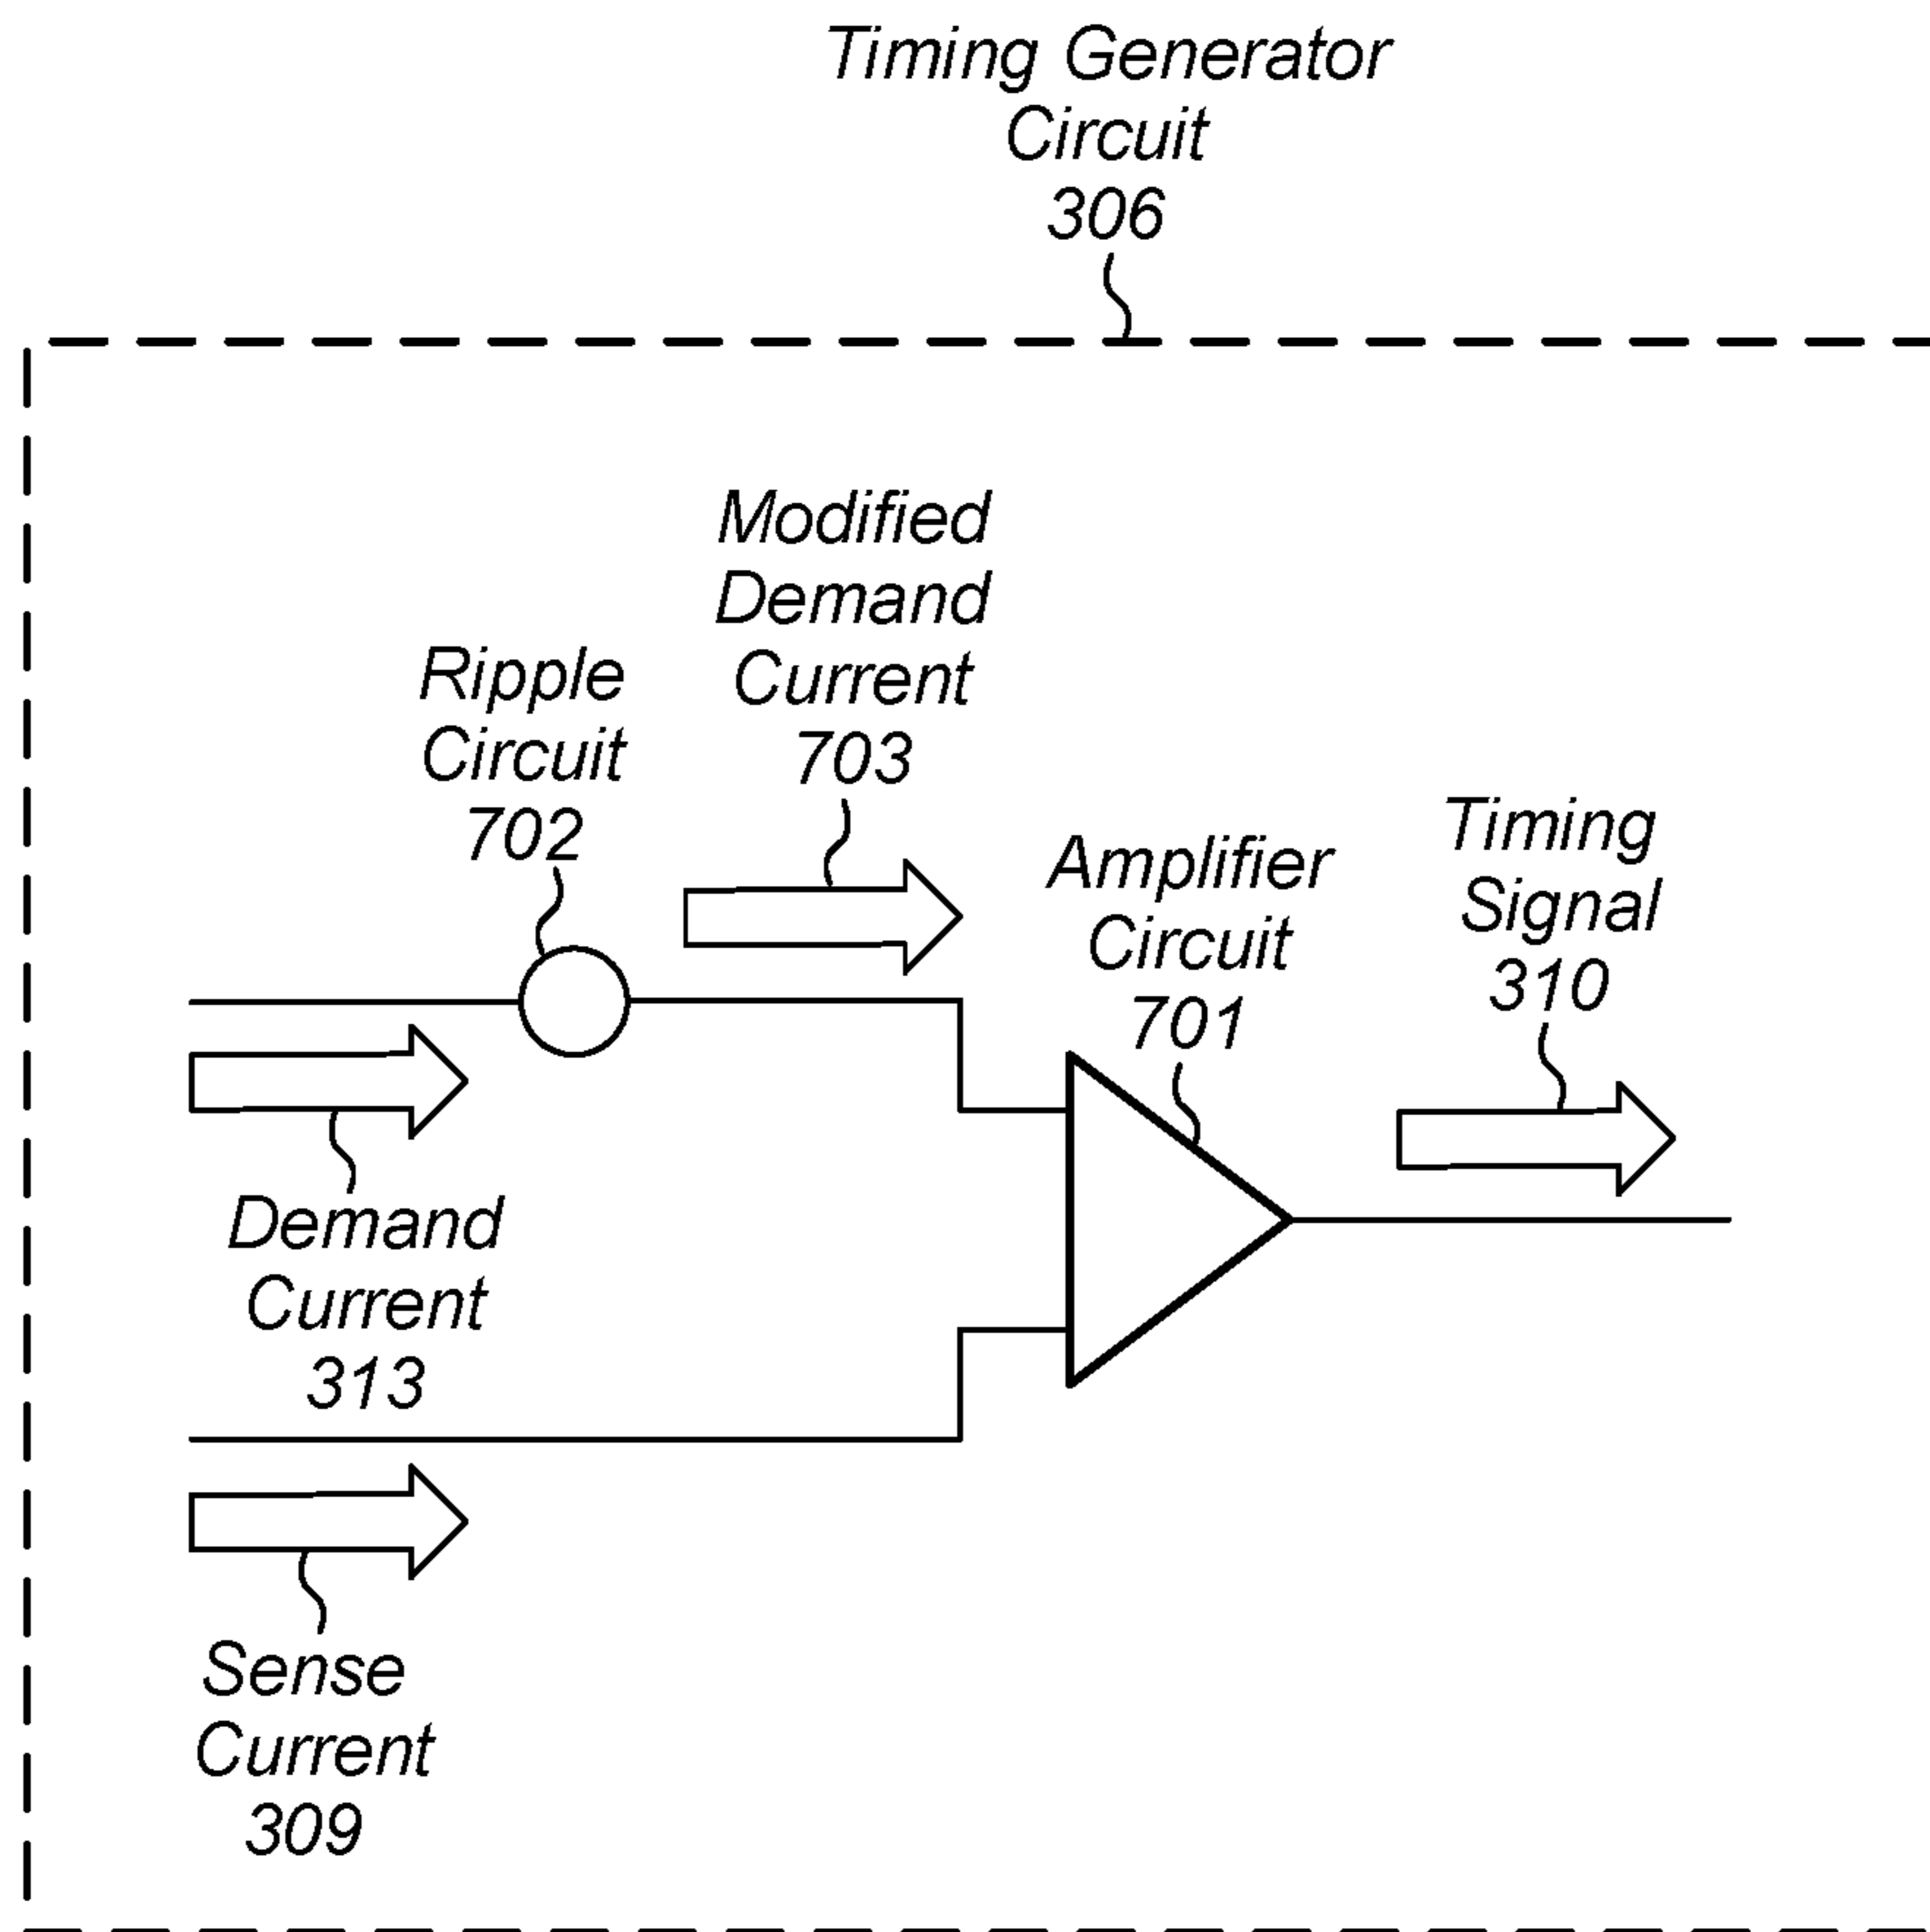 Timing Generator
Circuit
306
Modified
Demand
Current
703
Ripple
Circuit
702
Amplifier
Circuit
701
Timing
Signal
310
Demand
Current
313
Sense
Current
309